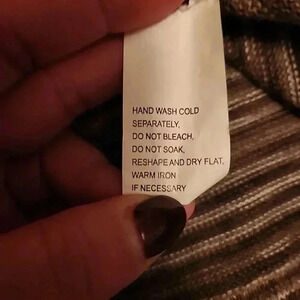 HAND WASH COLD
SEPARATELY,
DO NOT BLEACH,
DO NOT SOAK,
RESHAPE AND DRY FLAT,
WARM IRON
IF NECESSARY